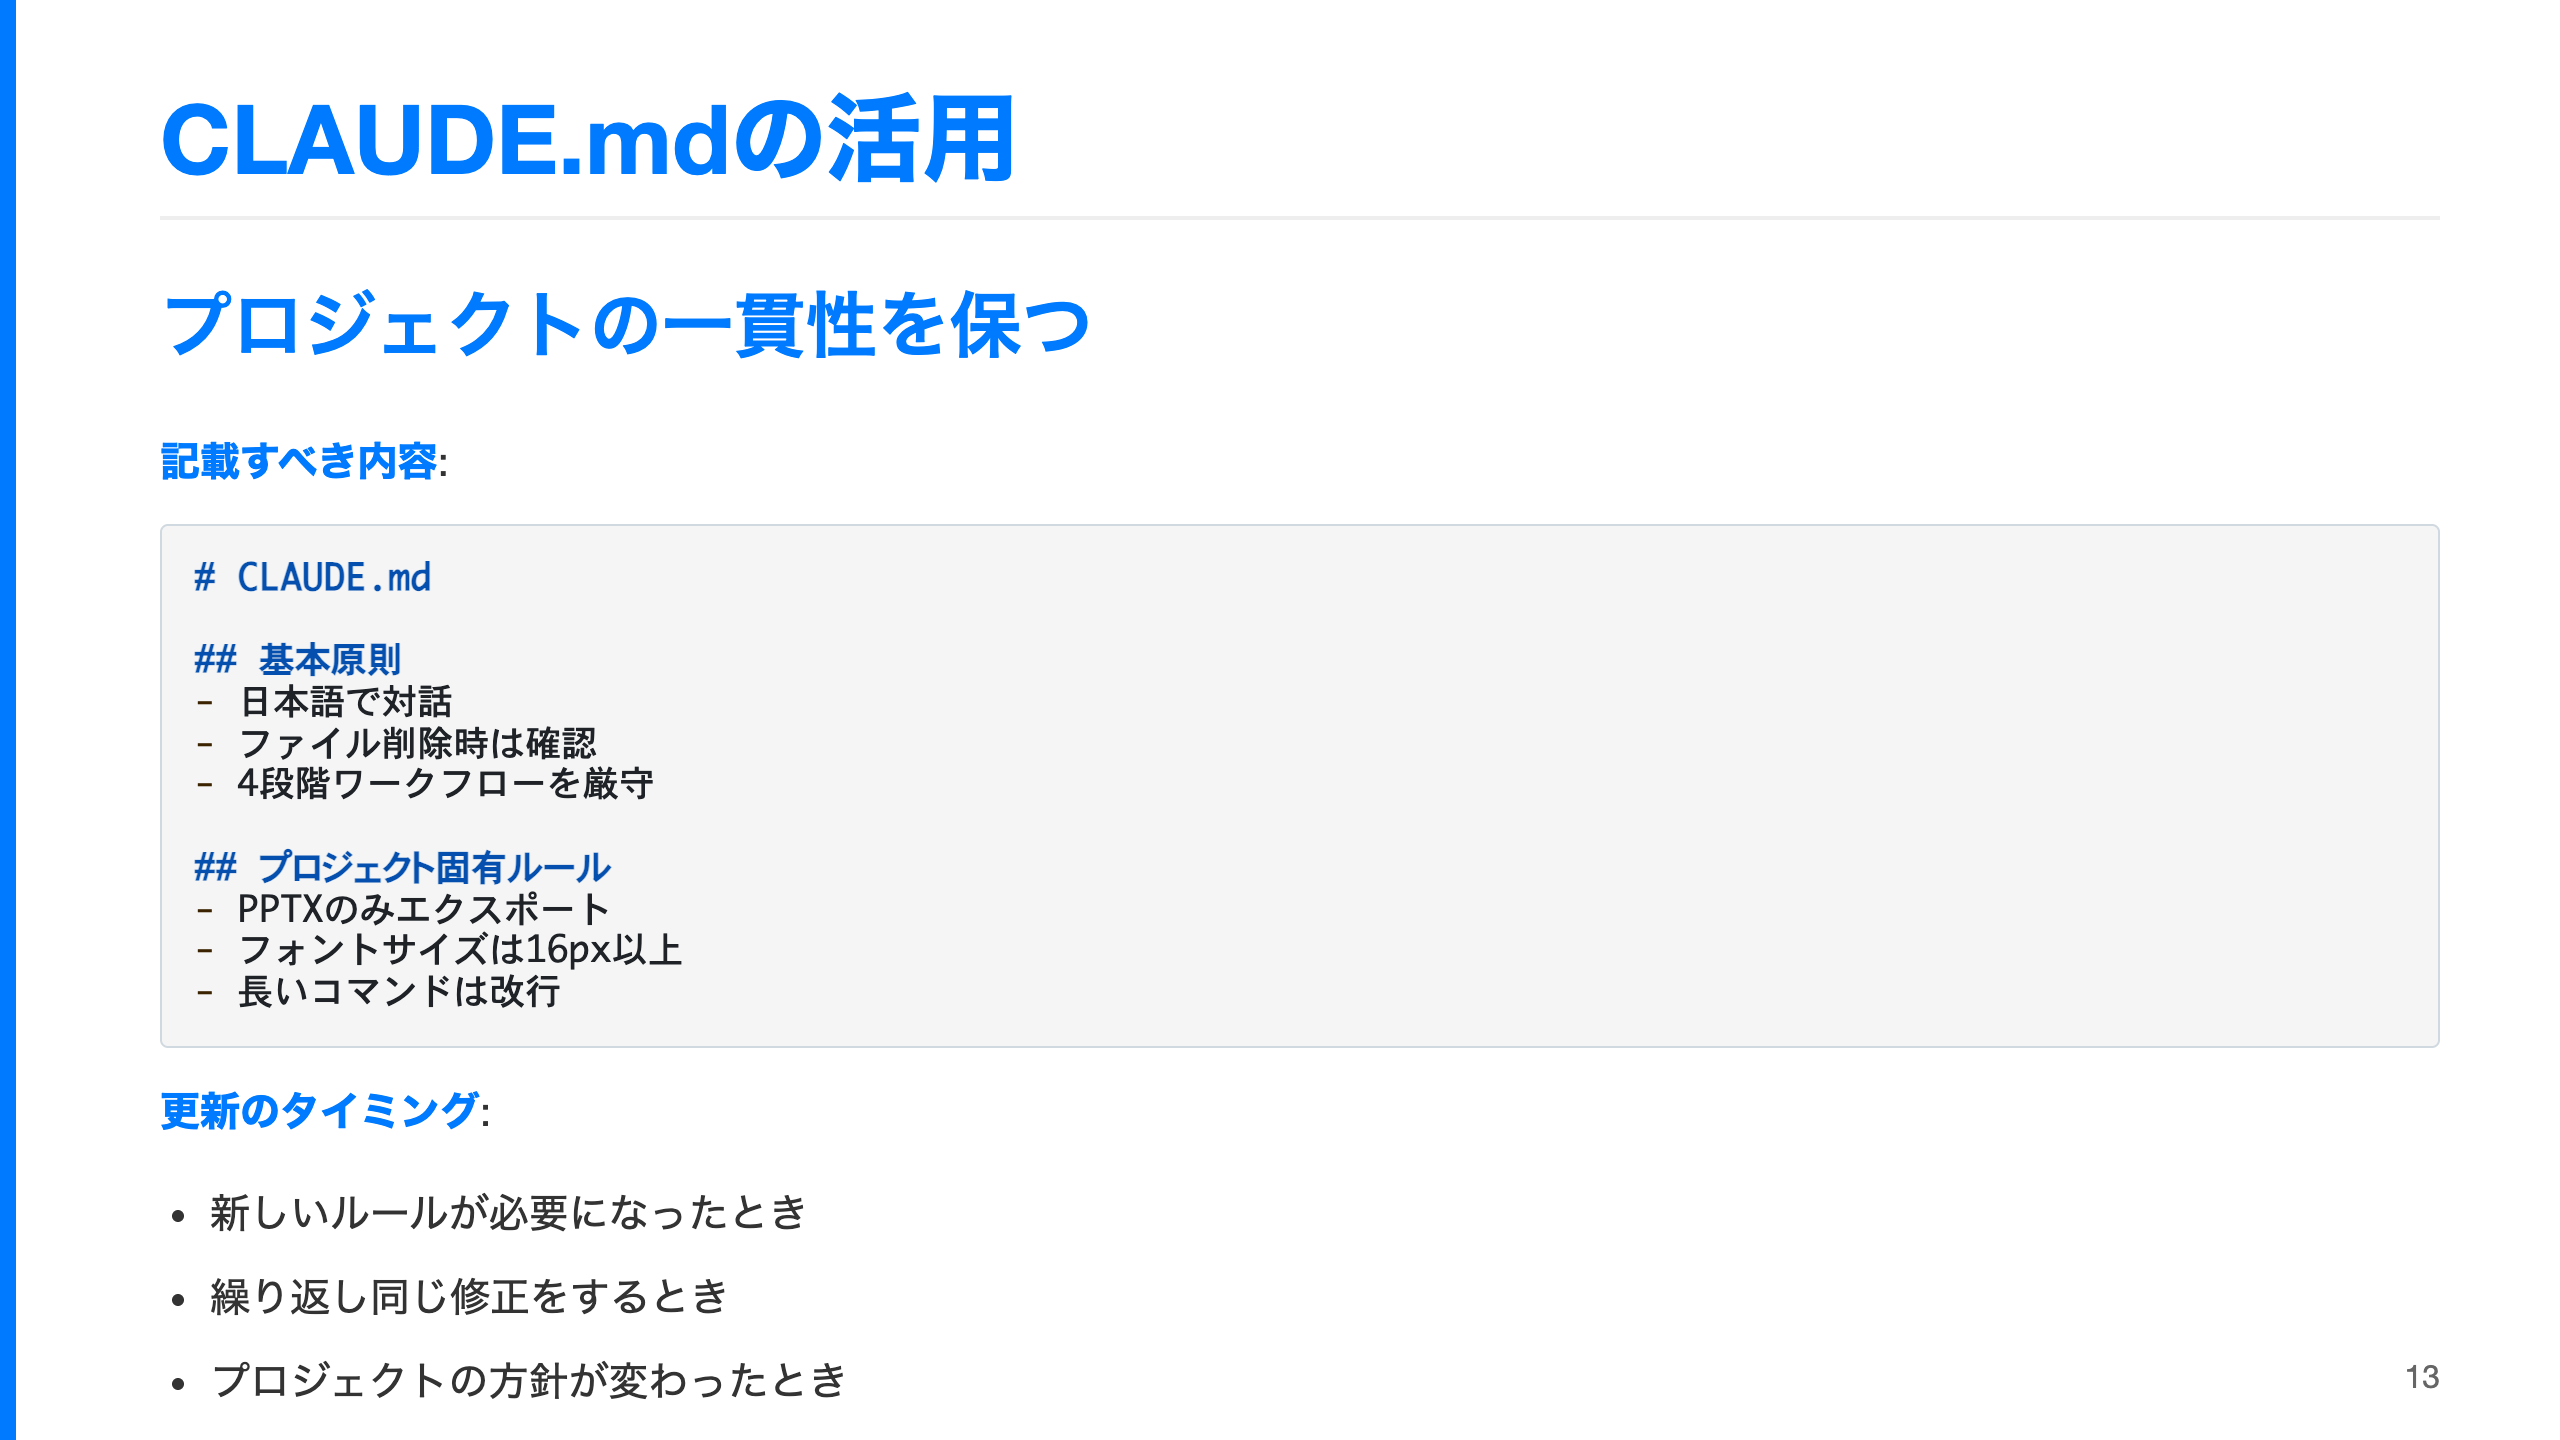 CLAUDE.mdの活用
プロジェクトの一貫性を保つ
記載すべき内容:
# CLAUDE.md
## 基本原則
- 日本語で対話
- ファイル削除時は確認
- 4段階ワークフローを厳守
## プロジェクト固有ルール
- PPTXのみエクスポート
- フォントサイズは16px以上
- 長いコマンドは改行
更新のタイミング:
• 新しいルールが必要になったとき
• 繰り返し同じ修正をするとき
• プロジェクトの方針が変わったとき
13